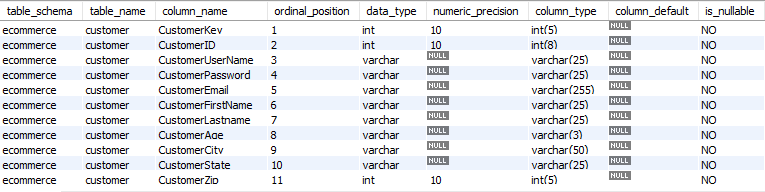 table_schema table_name column_name ordinal_position data_type numeric_precision column_type column_default is_nullable
ecommerce customer CustomerKey 1 int 10 int(5) NULL NO
ecommerce customer CustomerID 2 int 10 int(8) NULL NO
ecommerce customer CustomerUserName 3 varchar NULL varchar(25) NULL NO
ecommerce customer CustomerPassword 4 varchar NULL varchar(25) NULL NO
ecommerce customer CustomerEmail 5 varchar NULL varchar(255) NULL NO
ecommerce customer CustomerFirstName 6 varchar NULL varchar(25) NULL NO
ecommerce customer CustomerLastname 7 varchar NULL varchar(25) NULL NO
ecommerce customer CustomerAge 8 varchar NULL varchar(3) NULL NO
ecommerce customer CustomerCity 9 varchar NULL varchar(50) NULL NO
ecommerce customer CustomerState 10 varchar NULL varchar(25) NULL NO
ecommerce customer CustomerZip 11 int 10 int(5) NULL NO